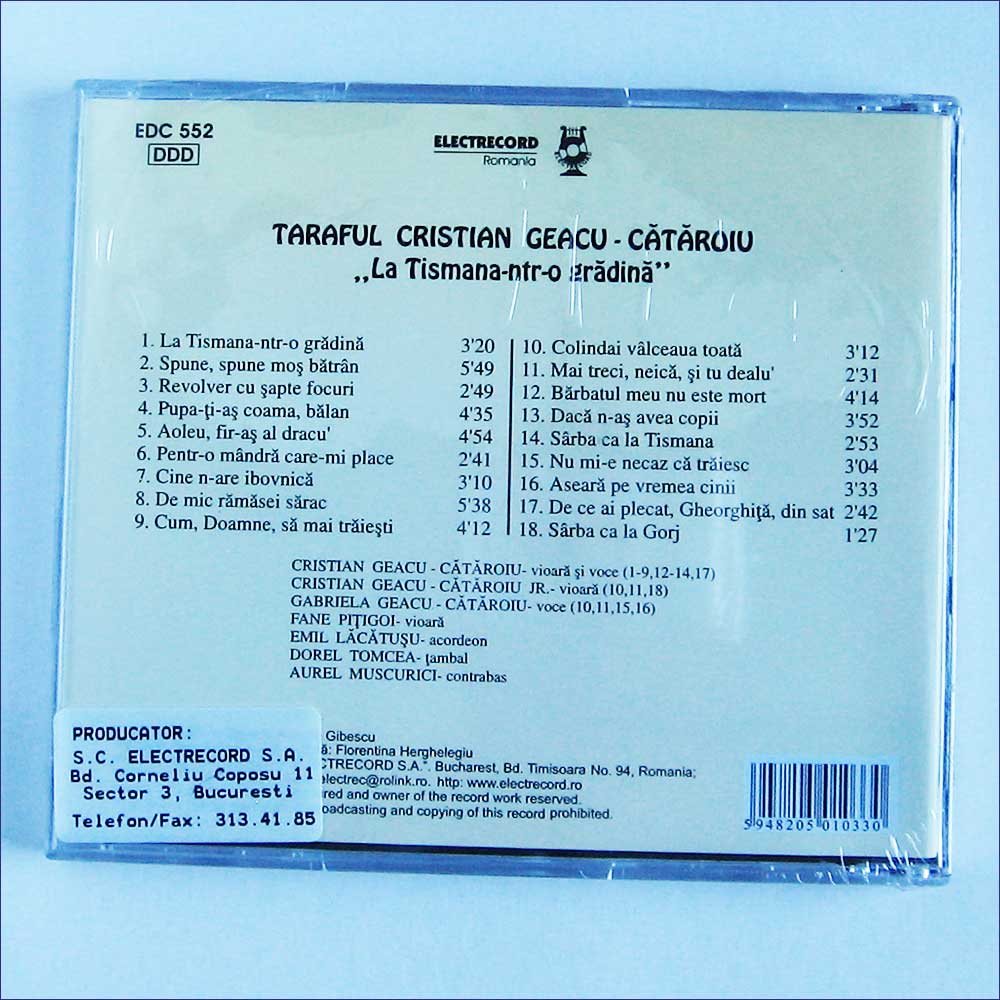 EDC 552
DDD
ELECTRECORD
Romania
TARAFUL CRISTIAN GEACU - CĂTĂROIU
„La Tismana-ntr-o grădină”
1. La Tismana-ntr-o grădină 3'20
2. Spune, spune moş bătrân 5'49
3. Revolver cu şapte focuri 2'49
4. Pupa-ţi-aş coama, bălan 4'35
5. Aoleu, fir-aş al dracu' 4'54
6. Pentr-o mândră care-mi place 2'41
7. Cine n-are ibovnică 3'10
8. De mic rămăsei sărac 5'38
9. Cum, Doamne, să mai trăieşti 4'12
10. Colindai vâlceaua toată 3'12
11. Mai treci, neică, şi tu dealu' 2'31
12. Bărbatul meu nu este mort 4'14
13. Dacă n-aş avea copii 3'52
14. Sârba ca la Tismana 2'53
15. Nu mi-e necaz că trăiesc 3'04
16. Aseară pe vremea cinii 3'33
17. De ce ai plecat, Gheorghiţă, din sat 2'42
18. Sârba ca la Gorj 1'27
CRISTIAN GEACU - CĂTĂROIU- vioară şi voce (1-9,12-14,17)
CRISTIAN GEACU - CĂTĂROIU JR.- vioară (10,11,18)
GABRIELA GEACU - CĂTĂROIU- voce (10,11,15,16)
FANE PIŢIGOI- vioară
EMIL LĂCĂTUŞU- acordeon
DOREL TOMCEA- ţambal
AUREL MUSCURICI- contrabas
PRODUCATOR:
S.C. ELECTRECORD S.A.
Bd. Corneliu Coposu 11
Sector 3, Bucuresti
Telefon/Fax: 313.41.85
Gibescu
ă: Florentina Herghelegiu
CTRECORD S.A.". Bucharest, Bd. Timisoara No. 94, Romania;
electrec@rolink.ro. http: www.electrecord.ro
ured and owner of the record work reserved.
oadcasting and copying of this record prohibited.
5 948205 010330